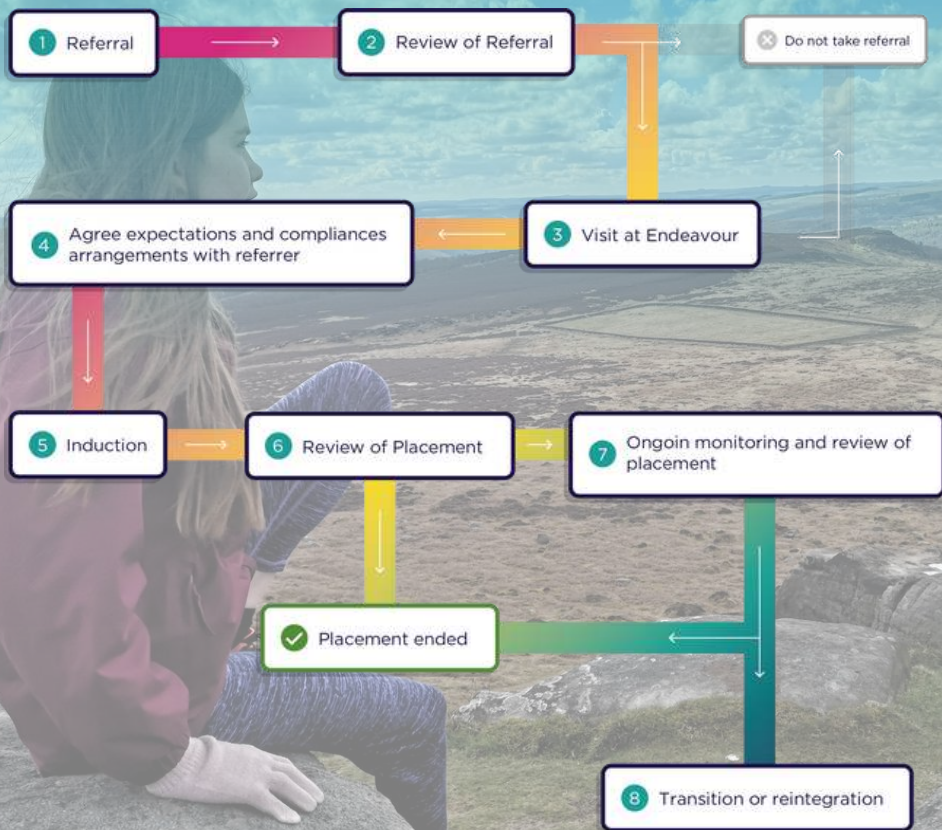 1 Referral
2 Review of Referral
Do not take referral
3 Visit at Endeavour
4 Agree expectations and compliances
arrangements with referrer
5 Induction
6 Review of Placement
7 Ongoin monitoring and review of
placement
Placement ended
8 Transition or reintegration